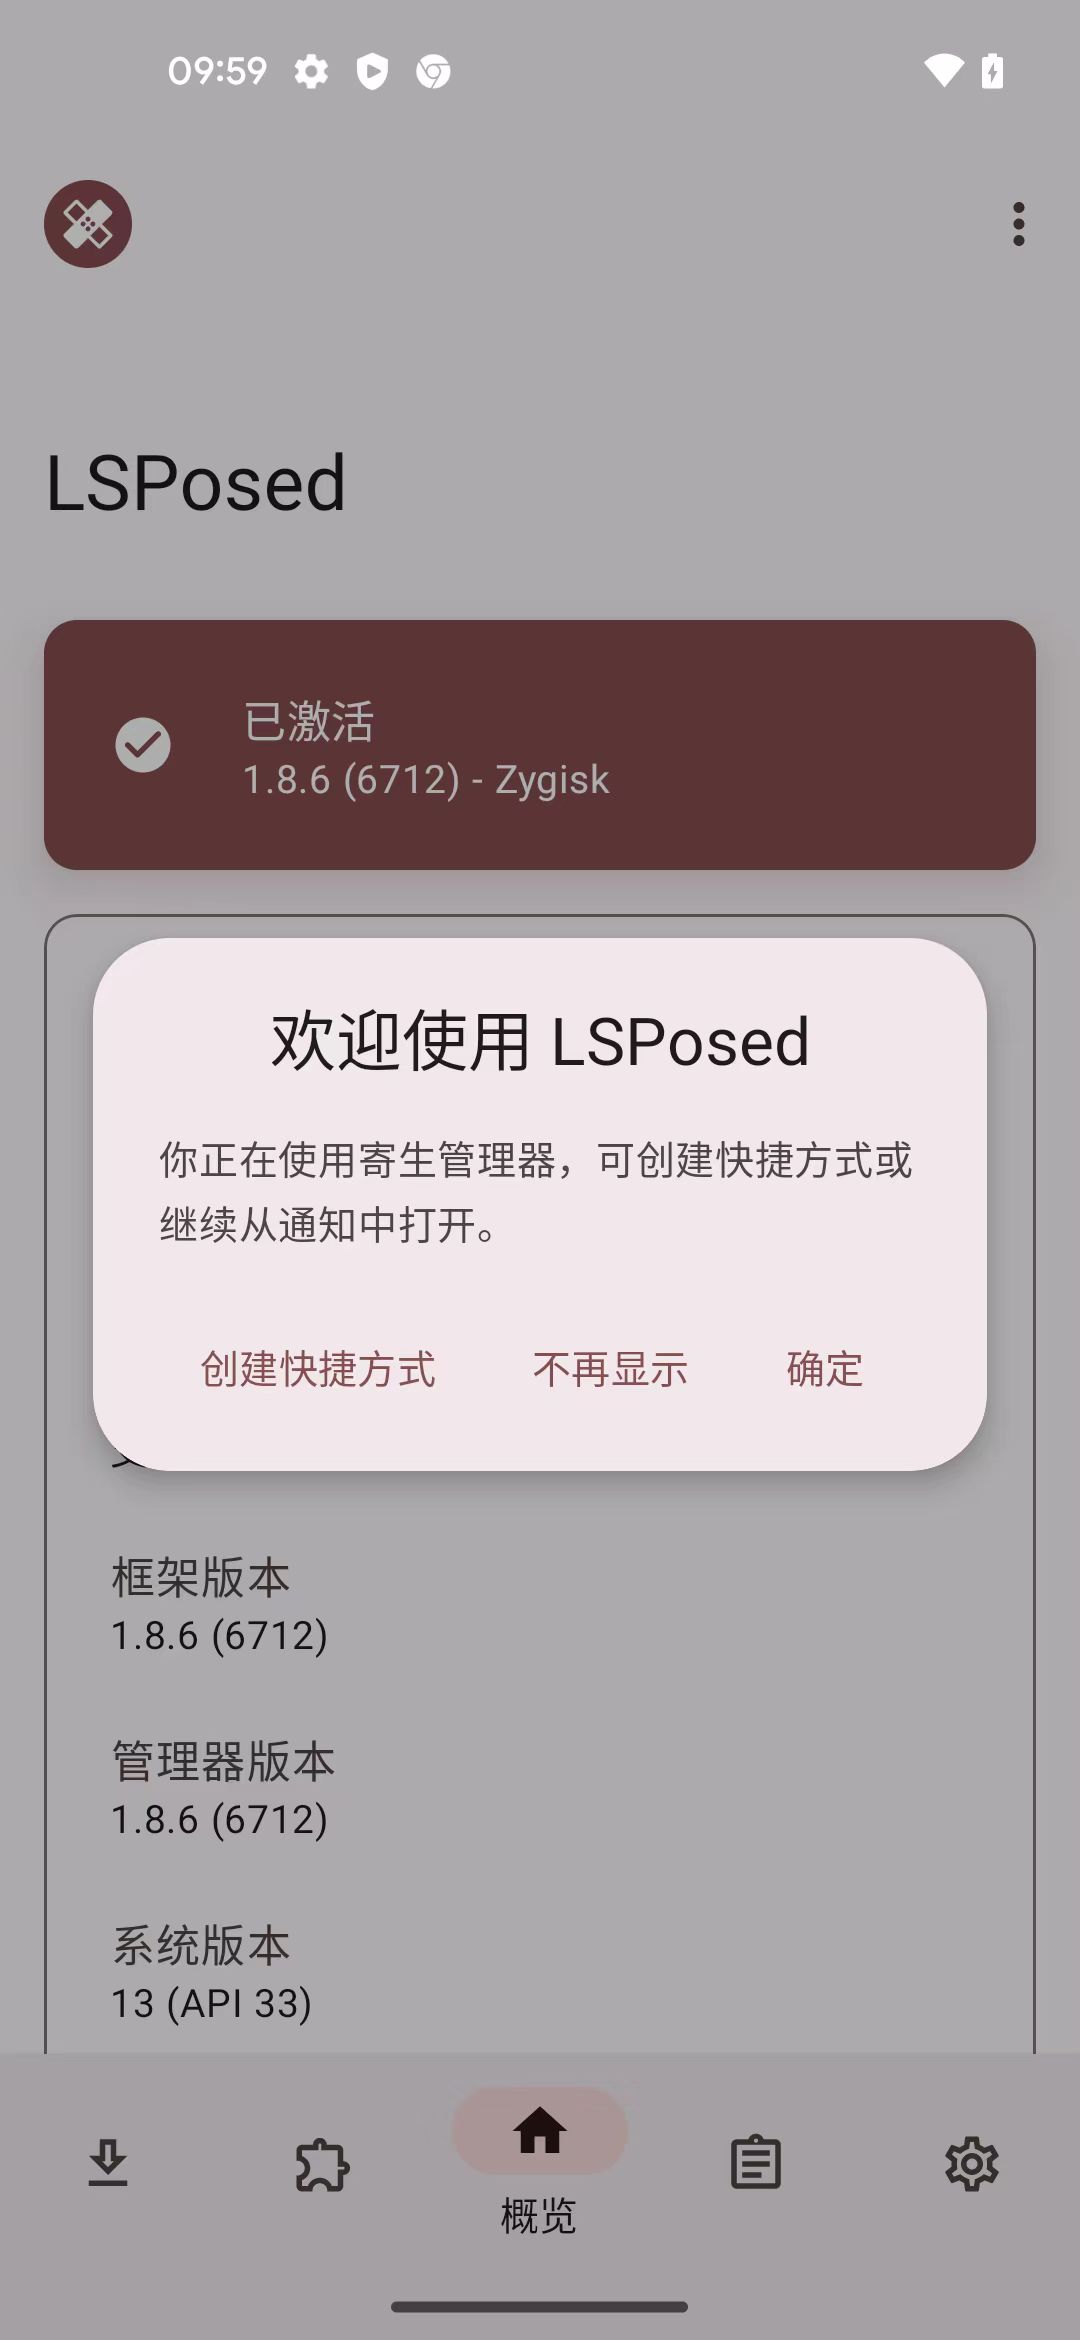 09:59
LSPosed
已激活
1.8.6 (6712) - Zygisk
欢迎使用 LSPosed
你正在使用寄生管理器，可创建快捷方式或
继续从通知中打开。
创建快捷方式 不再显示 确定
框架版本
1.8.6 (6712)
管理器版本
1.8.6 (6712)
系统版本
13 (API 33)
概览